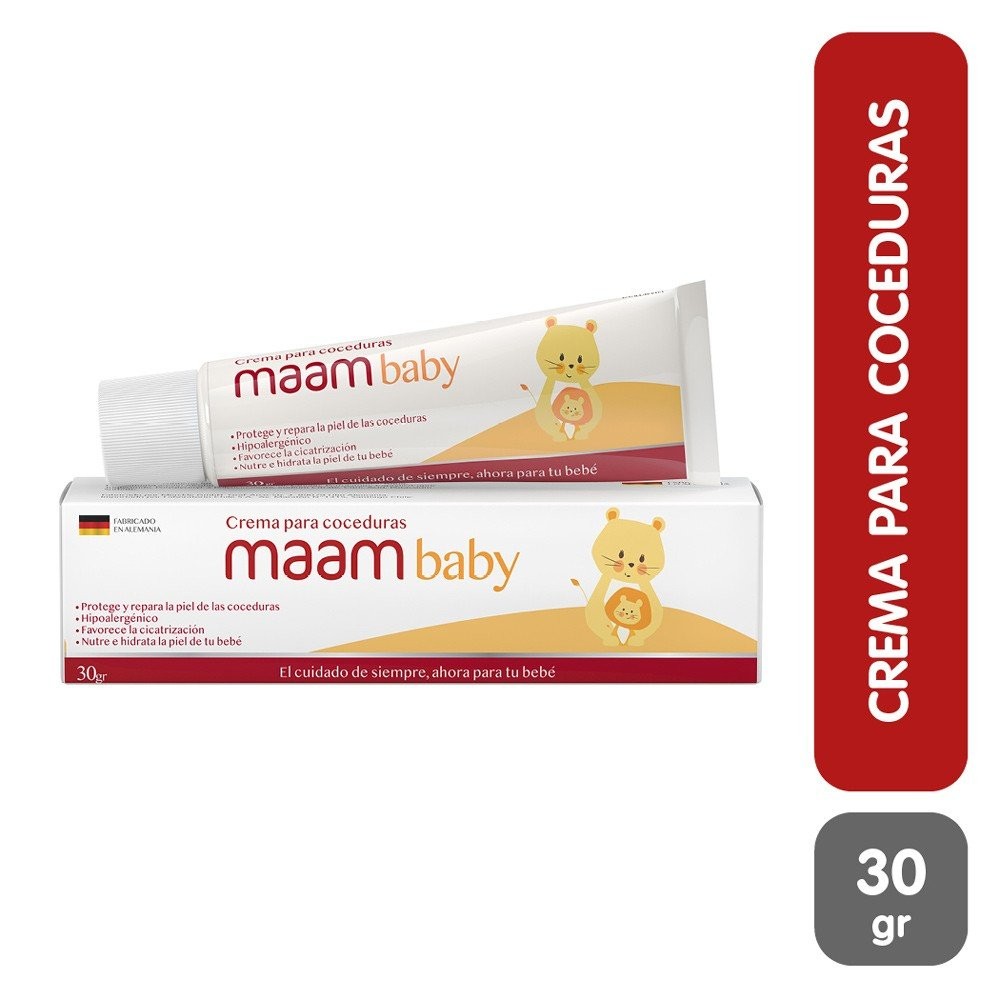 Crema para coceduras
maam baby
• Protege y repara la piel de las coceduras
• Hipoalergénico
• Favorece la cicatrización
• Nutre e hidrata la piel de tu bebé
30 gr
El cuidado de siempre, ahora para tu bebé
FABRICADO
EN ALEMANIA
Crema para coceduras
maam baby
• Protege y repara la piel de las coceduras
• Hipoalergénico
• Favorece la cicatrización
• Nutre e hidrata la piel de tu bebé
30gr
El cuidado de siempre, ahora para tu bebé
CREMA PARA COCEDURAS
30
gr